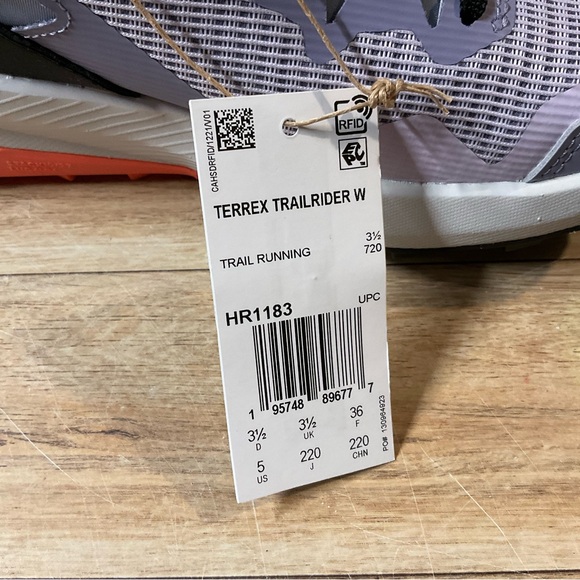 CAHSDRFID/1221/V01
RFID
EPC
TERREX TRAILRIDER W
TRAIL RUNNING
3½
720
HR1183
UPC
1 95748 89677 7
3½ 3½ 36
D UK F
5 220 220
US J CHN
PO# 130964923